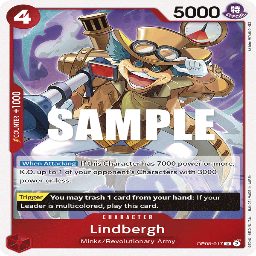 4
5000
COUNTER +1000
SAMPLE
When Attacking If this Character has 7000 power or more,
K.O. up to 1 of your opponent's Characters with 3000
power or less.
Trigger You may trash 1 card from your hand: If your
Leader is multicolored, play this card.
CHARACTER
Lindbergh
Minks/Revolutionary Army